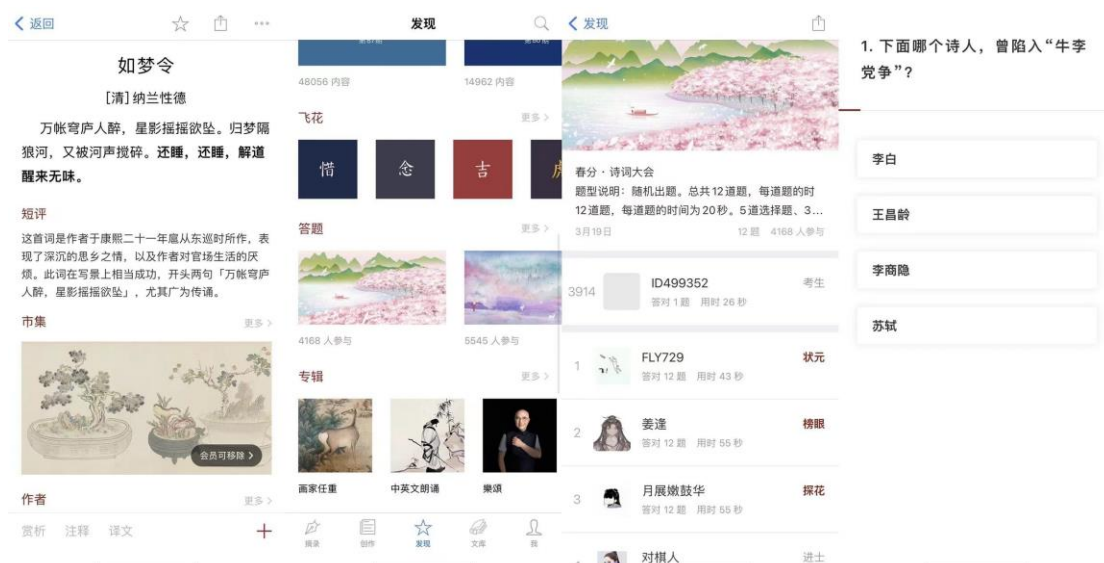 返回
如梦令
[清] 纳兰性德
万帐穹庐人醉，星影摇摇欲坠。归梦隔
狼河，又被河声搅碎。还睡，还睡，解道
醒来无味。
短评
这首词是作者于康熙二十一年扈从东巡时所作，表
现了深沉的思乡之情，以及作者对官场生活的厌
烦。此词在写景上相当成功，开头两句「万帐穹庐
人醉，星影摇摇欲坠」，尤其广为传诵。
市集 更多 >
会员可移除 >
作者 更多 >
赏析 注释 译文
发现
48056 内容 14962 内容
飞花 更多 >
惜 念 吉 虎
答题 更多 >
4168 人参与 5545 人参与
专辑 更多 >
画家任重 中英文朗诵 樂頌
摘录 创作 发现 文库 我
发现
春分·诗词大会
题型说明：随机出题。总共12道题，每道题的时
12道题，每道题的时间为20秒。5道选择题、3...
3月19日 12 题 4168 人参与
3914 ID499352 考生
答对 1 题 用时 26 秒
1 FLY729 状元
答对 12 题 用时 43 秒
2 姜逢 榜眼
答对 12 题 用时 55 秒
3 月展嫩鼓华 探花
答对 12 题 用时 55 秒
对棋人 进士
1. 下面哪个诗人，曾陷入“牛李
党争”？
李白
王昌龄
李商隐
苏轼